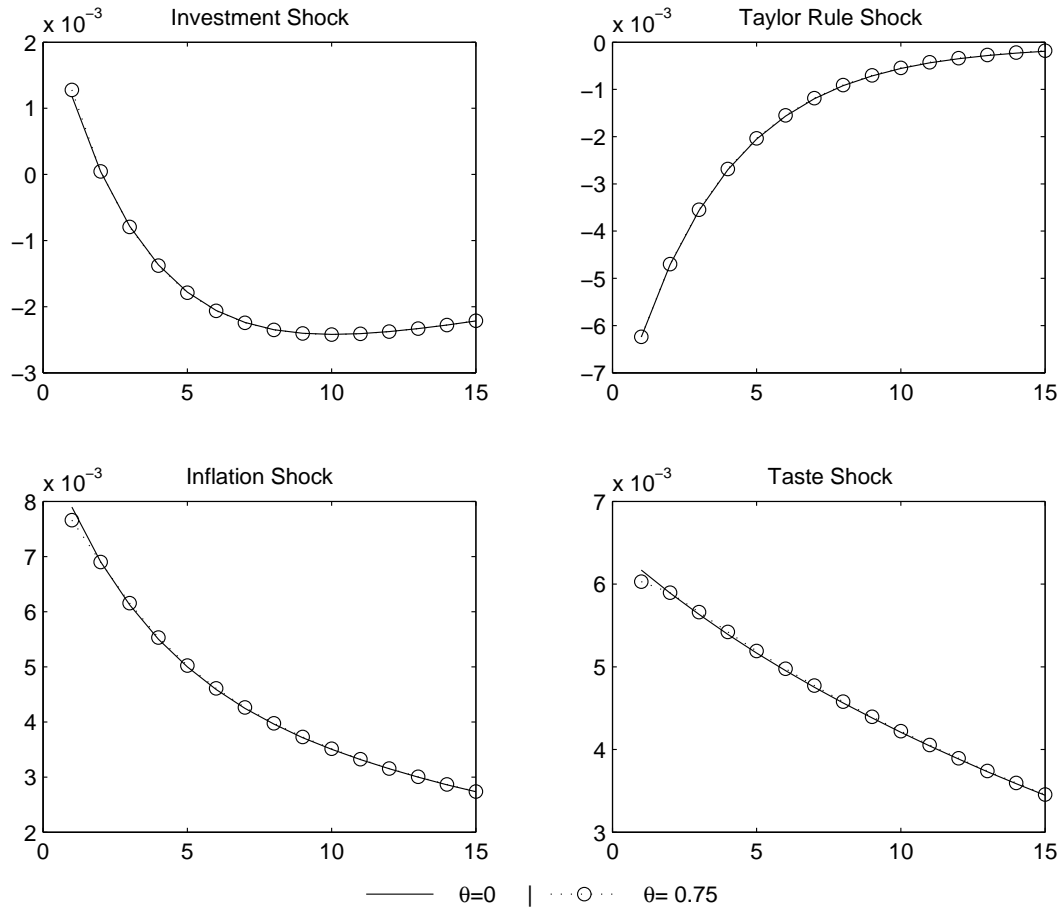 Investment Shock
x 10⁻³
2
1
0
−1
−2
−3
0 5 10 15
Taylor Rule Shock
x 10⁻³
0
−1
−2
−3
−4
−5
−6
−7
0 5 10 15
Inflation Shock
x 10⁻³
8
7
6
5
4
3
2
0 5 10 15
Taste Shock
x 10⁻³
7
6
5
4
3
0 5 10 15
θ=0 | θ= 0.75